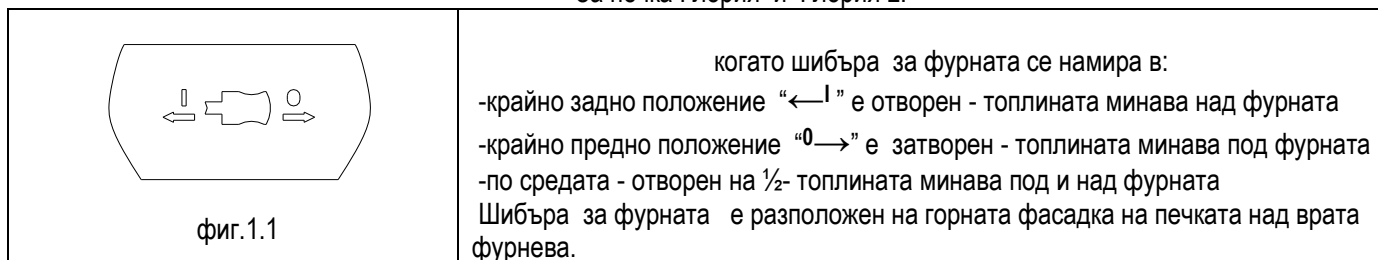 за печка Глория и Глория 2:
I O
фиг.1.1
когато шибъра за фурната се намира в:
-крайно задно положение “←I ” е отворен - топлината минава над фурната
-крайно предно положение “0→” е затворен - топлината минава под фурната
-по средата - отворен на ½- топлината минава под и над фурната
Шибъра за фурната е разположен на горната фасадка на печката над врата
фурнева.